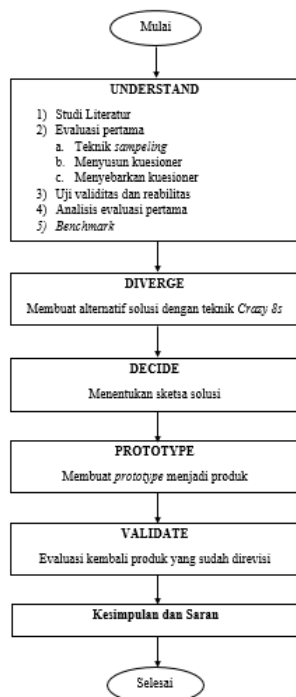 Mulai
UNDERSTAND
1) Studi Literatur
2) Evaluasi pertama
a. Teknik sampeling
b. Menyusun kuesioner
c. Menyebarkan kuesioner
3) Uji validitas dan reabilitas
4) Analisis evaluasi pertama
5) Benchmark
DIVERGE
Membuat alternatif solusi dengan teknik Crazy 8s
DECIDE
Menentukan sketsa solusi
PROTOTYPE
Membuat prototype menjadi produk
VALIDATE
Evaluasi kembali produk yang sudah direvisi
Kesimpulan dan Saran
Selesai